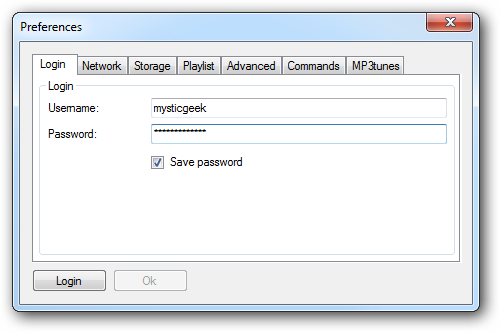 Preferences
Login Network Storage Playlist Advanced Commands MP3tunes
Login
Username: mysticgeek
Password: *************
Save password
Login Ok